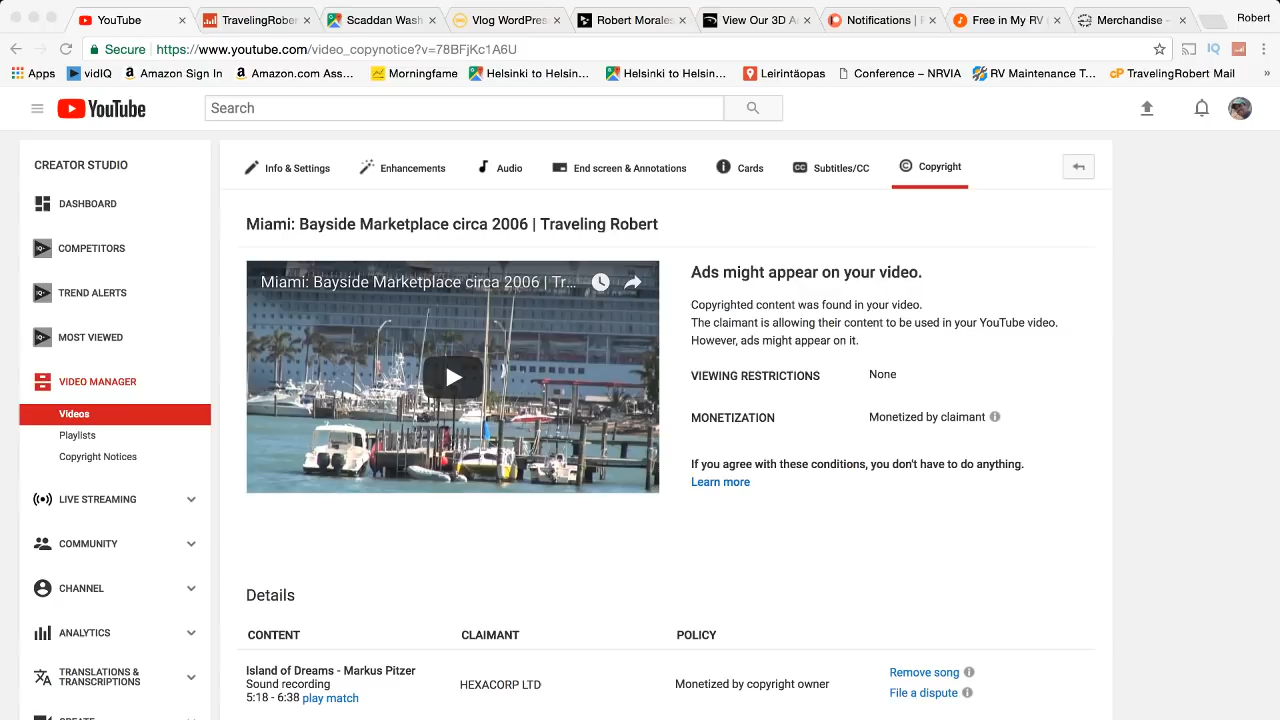 YouTube
TravelingRober
Scaddan Wash
Vlog WordPres
Robert Morales
View Our 3D A
Notifications | P
Free in My RV
Merchandise -
Robert
Secure
https://www.youtube.com/video_copynotice?v=78BFjKc1A6U
Apps
vidIQ
Amazon Sign In
Amazon.com Ass...
Morningfame
Helsinki to Helsin...
Helsinki to Helsin...
Leirintäopas
Conference – NRVIA
RV Maintenance T...
TravelingRobert Mail
»
YouTube
Search
CREATOR STUDIO
DASHBOARD
COMPETITORS
TREND ALERTS
MOST VIEWED
VIDEO MANAGER
Videos
Playlists
Copyright Notices
LIVE STREAMING
COMMUNITY
CHANNEL
ANALYTICS
TRANSLATIONS &
TRANSCRIPTIONS
Info & Settings
Enhancements
Audio
End screen & Annotations
Cards
Subtitles/CC
Copyright
Miami: Bayside Marketplace circa 2006 | Traveling Robert
Miami: Bayside Marketplace circa 2006 | Tr...
Ads might appear on your video.
Copyrighted content was found in your video.
The claimant is allowing their content to be used in your YouTube video.
However, ads might appear on it.
VIEWING RESTRICTIONS
None
MONETIZATION
Monetized by claimant
If you agree with these conditions, you don't have to do anything.
Learn more
Details
CONTENT
CLAIMANT
POLICY
Island of Dreams - Markus Pitzer
Sound recording
5:18 - 6:38 play match
HEXACORP LTD
Monetized by copyright owner
Remove song
File a dispute